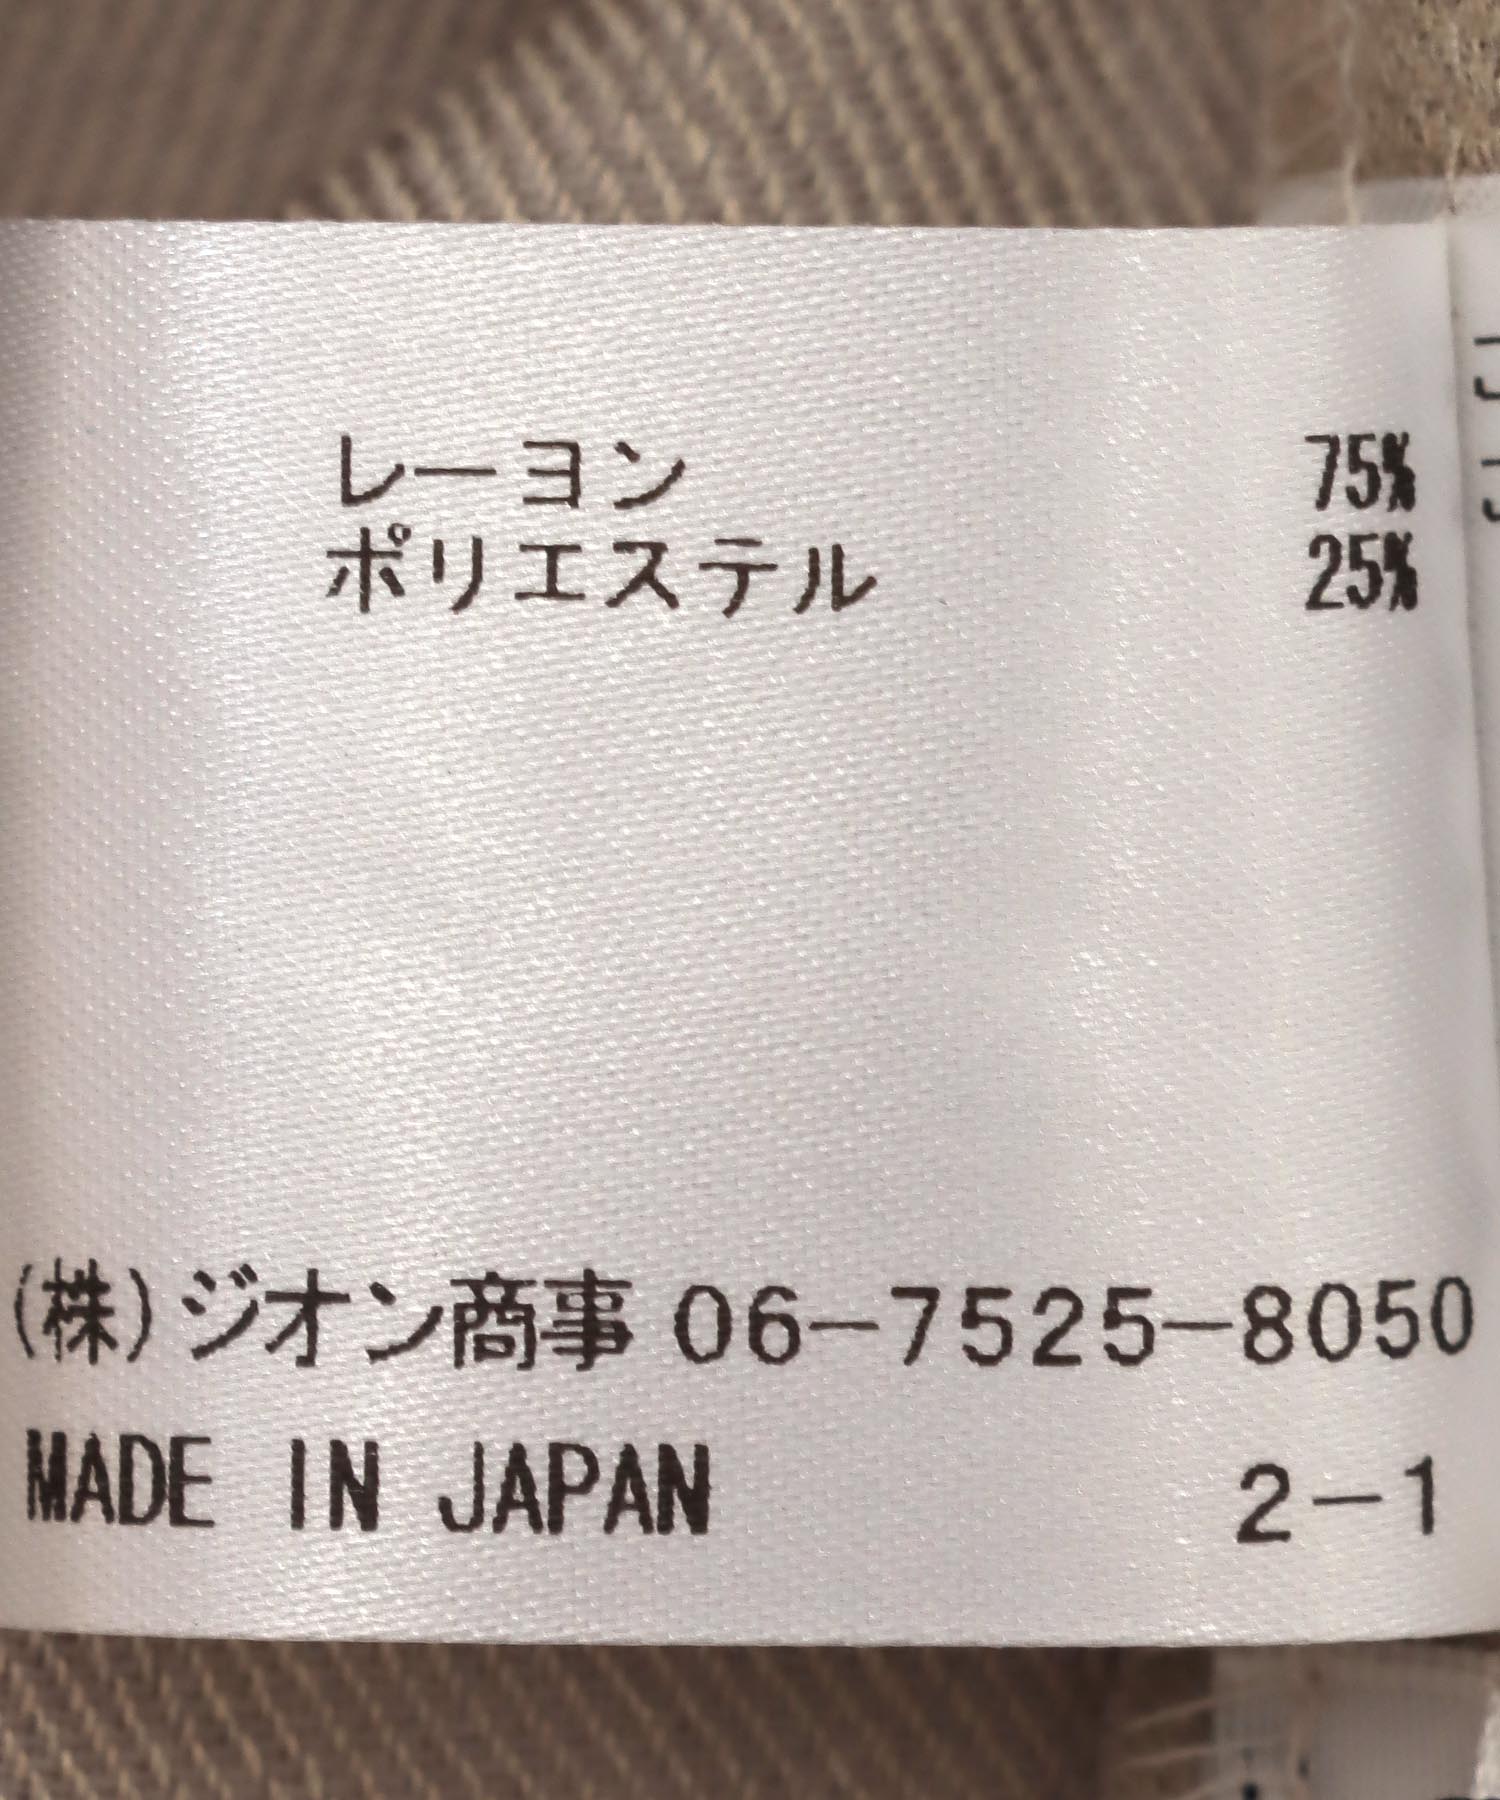 レーヨン 75%
ポリエステル 25%
(株)ジオン商事 06-7525-8050
MADE IN JAPAN 2-1